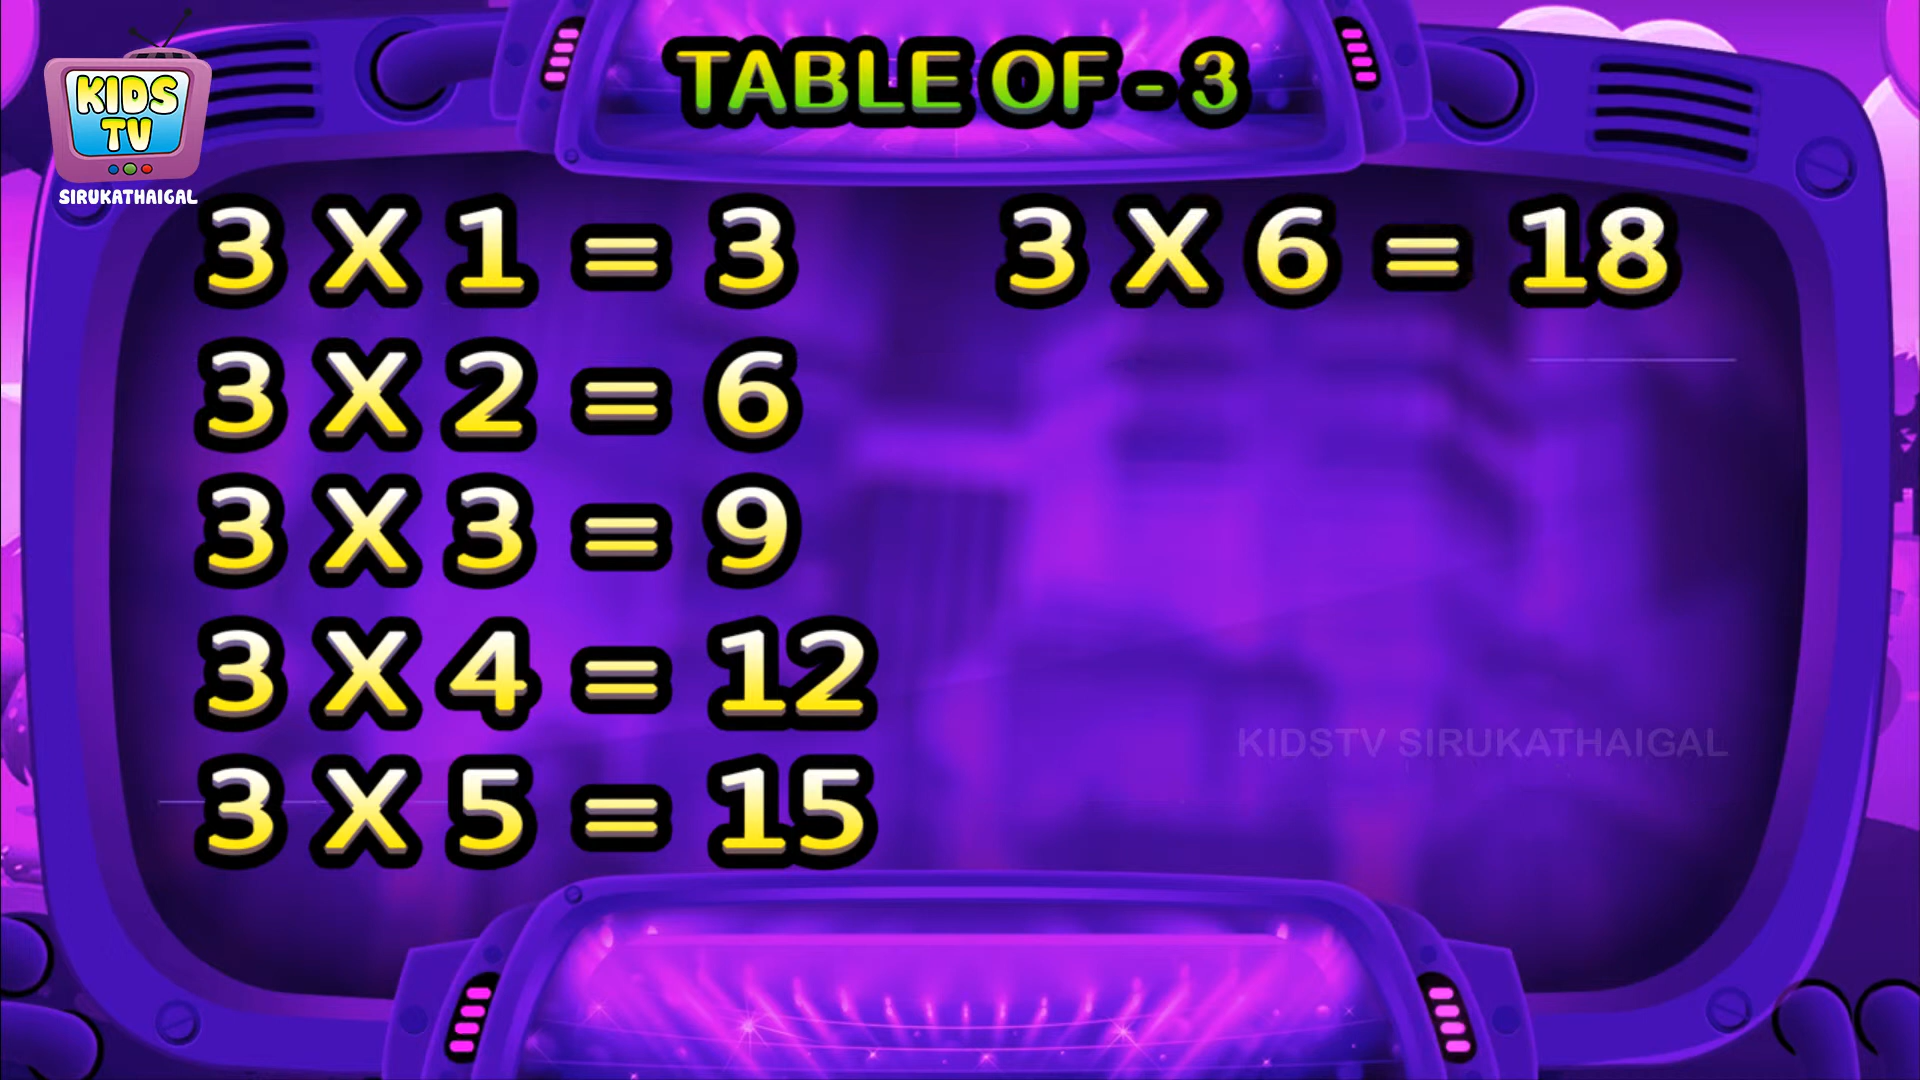 KIDS
TV
SIRUKATHAIGAL
TABLE OF - 3
3 X 1 = 3
3 X 2 = 6
3 X 3 = 9
3 X 4 = 12
3 X 5 = 15
3 X 6 = 18
KIDSTV SIRUKATHAIGAL